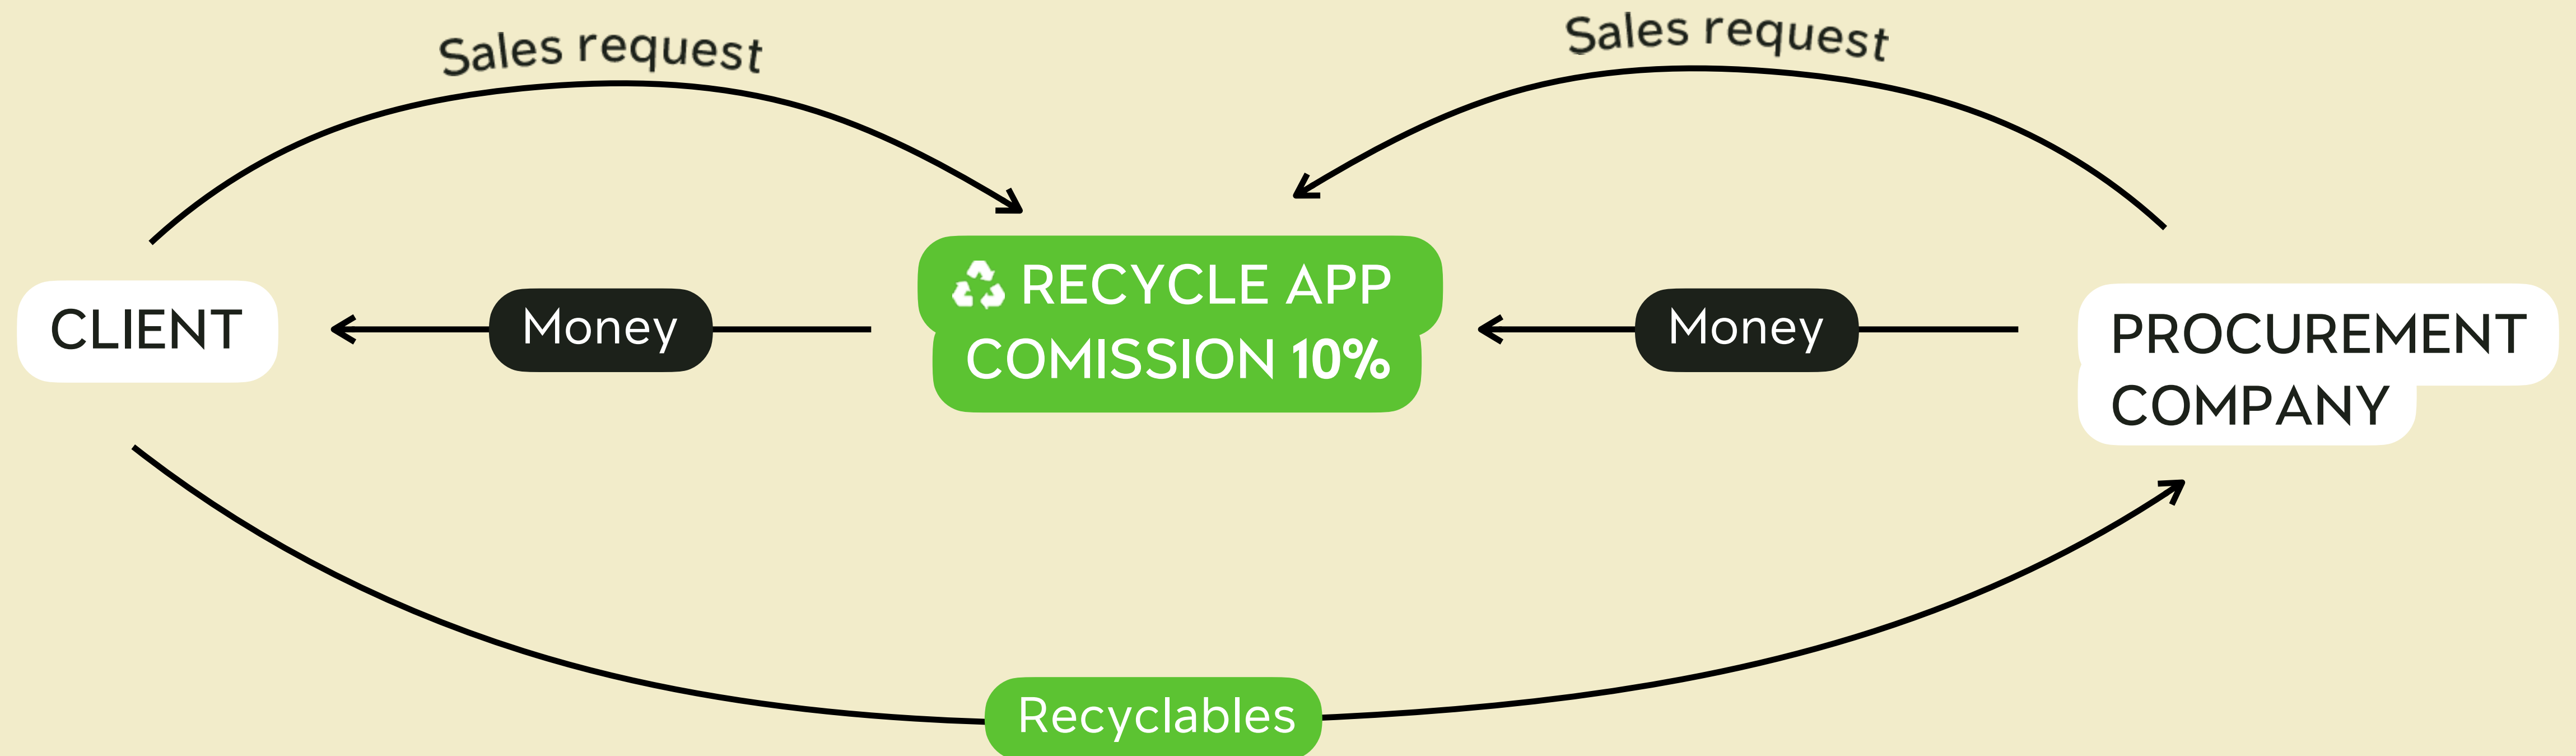 Sales request
Sales request
CLIENT
Money
RECYCLE APP
COMISSION 10%
Money
PROCUREMENT
COMPANY
Recyclables